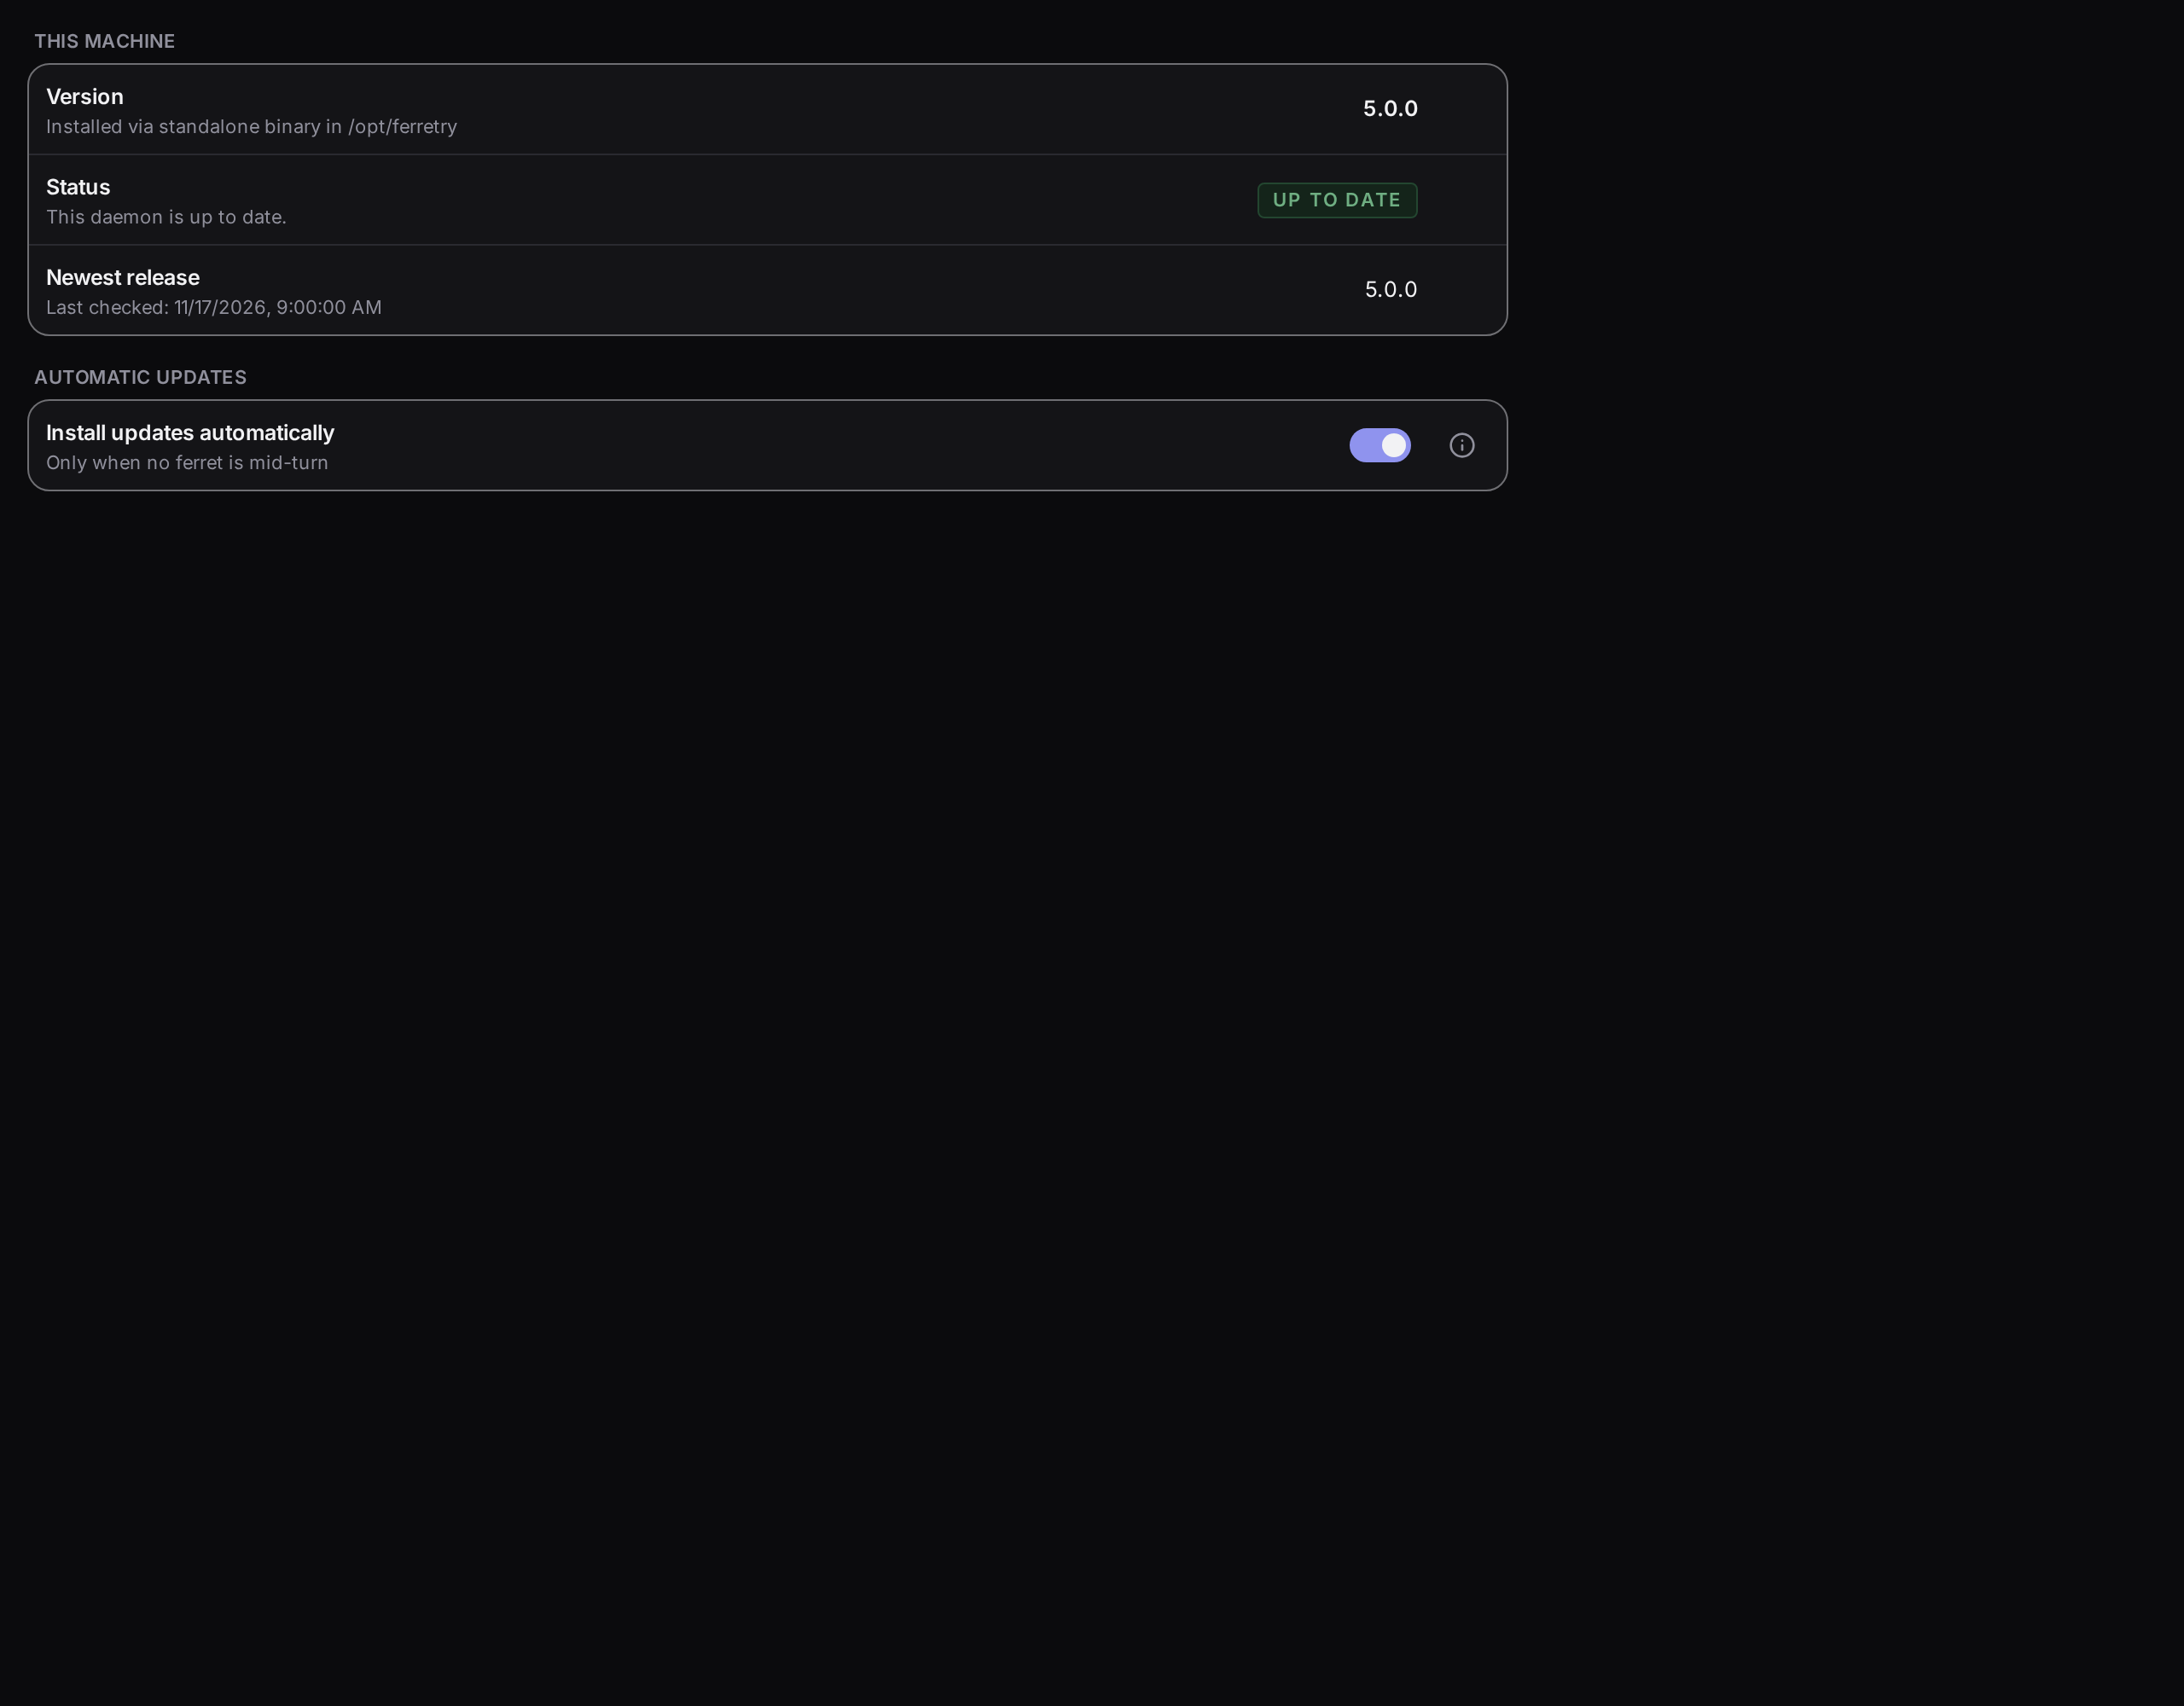 THIS MACHINE
Version
Installed via standalone binary in /opt/ferretry
5.0.0
Status
This daemon is up to date.
UP TO DATE
Newest release
Last checked: 11/17/2026, 9:00:00 AM
5.0.0
AUTOMATIC UPDATES
Install updates automatically
Only when no ferret is mid-turn